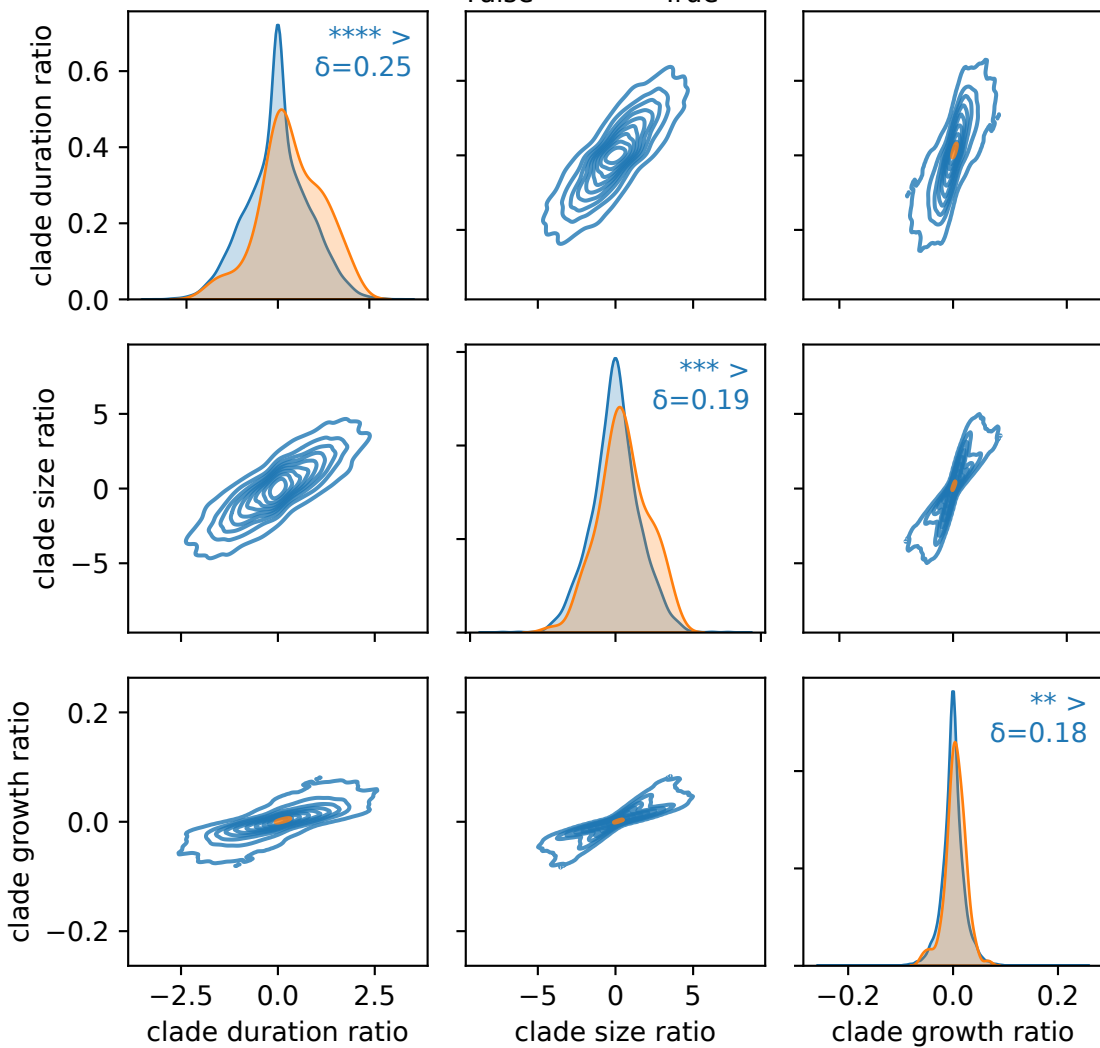 clade duration ratio
0.6
0.4
0.2
0.0
**** >
δ=0.25
clade size ratio
5
0
−5
*** >
δ=0.19
clade growth ratio
0.2
0.0
−0.2
** >
δ=0.18
−2.5 0.0 2.5
−5 0 5
−0.2 0.0 0.2
clade duration ratio
clade size ratio
clade growth ratio